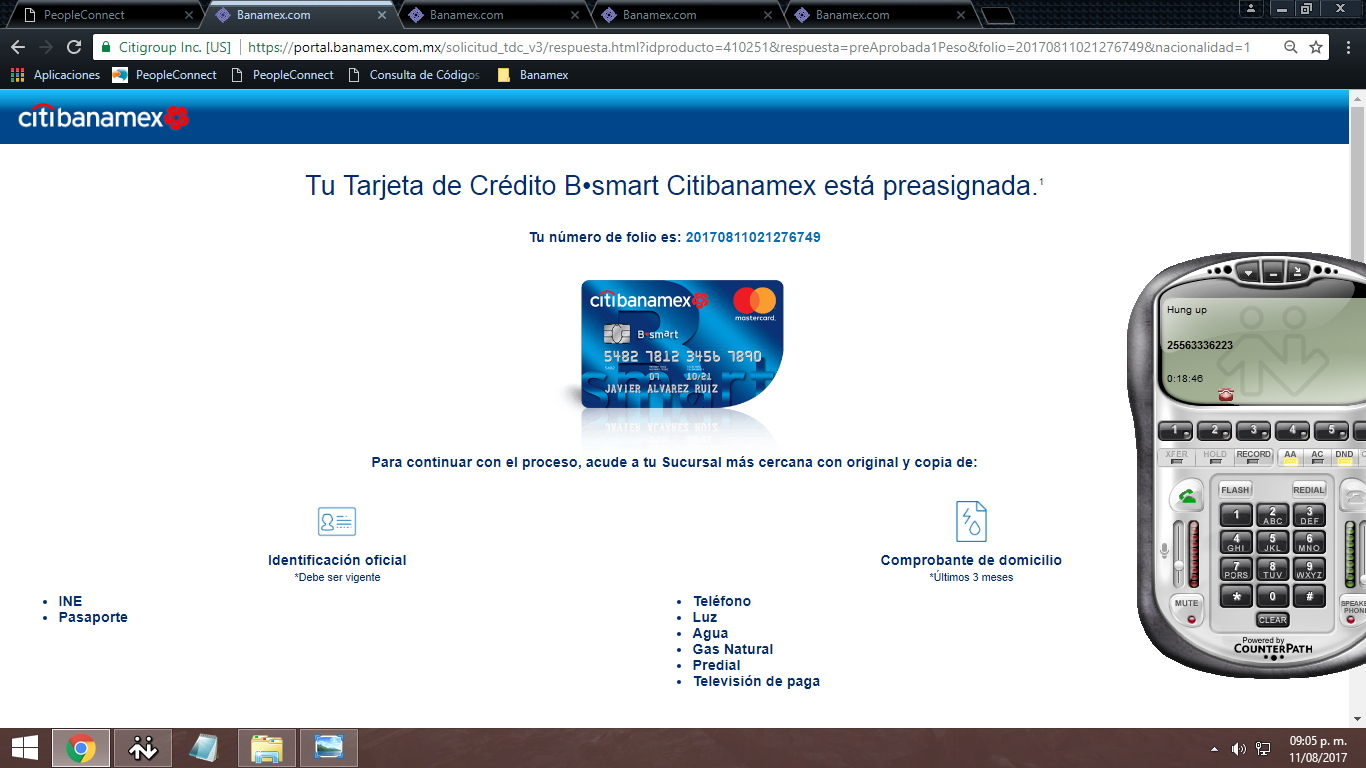 PeopleConnect
Banamex.com
Banamex.com
Banamex.com
Banamex.com
Citigroup Inc. [US]
https://portal.banamex.com.mx/solicitud_tdc_v3/respuesta.html?idproducto=410251&respuesta=preAprobada1Peso&folio=20170811021276749&nacionalidad=1
Aplicaciones
PeopleConnect
PeopleConnect
Consulta de Códigos
Banamex
citibanamex
Tu Tarjeta de Crédito B•smart Citibanamex está preasignada.1
Tu número de folio es: 20170811021276749
citibanamex
mastercard.
B•smart
5482 7812 3456 7890
5482
07 10/21
JAVIER ALVAREZ RUIZ
smart
Para continuar con el proceso, acude a tu Sucursal más cercana con original y copia de:
Identificación oficial
*Debe ser vigente
• INE
• Pasaporte
Comprobante de domicilio
*Últimos 3 meses
• Teléfono
• Luz
• Agua
• Gas Natural
• Predial
• Televisión de paga
Hung up
25563336223
0:18:46
1 2 3 4 5
XFER HOLD RECORD AA AC DND
FLASH REDIAL
1 2 ABC 3 DEF
4 GHI 5 JKL 6 MNO
7 PQRS 8 TUV 9 WXYZ
* 0 #
MUTE
SPEAKER PHONE
CLEAR
Powered by
COUNTERPATH
09:05 p. m.
11/08/2017